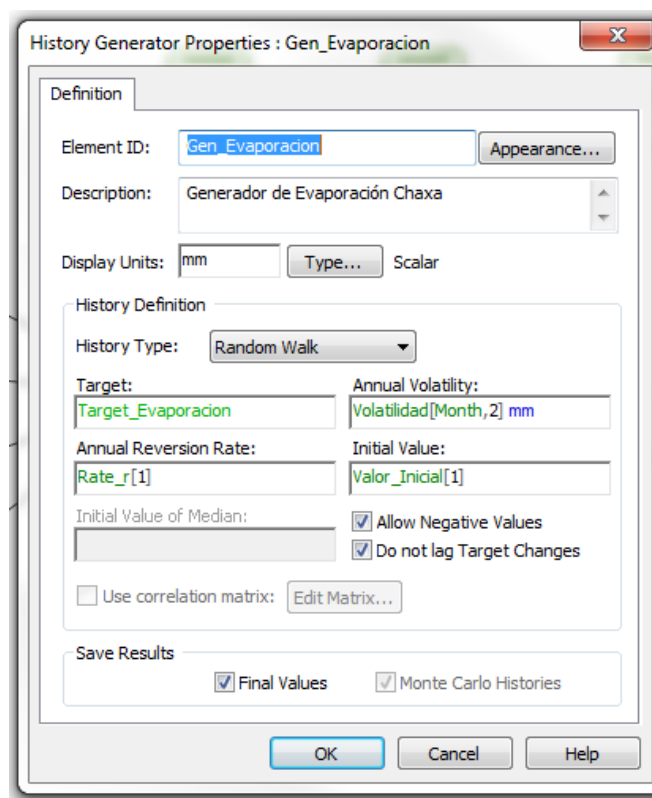 History Generator Properties : Gen_Evaporacion
Definition
Element ID: Gen_Evaporacion Appearance...
Description: Generador de Evaporación Chaxa
Display Units: mm Type... Scalar
History Definition
History Type: Random Walk
Target: Annual Volatility:
Target_Evaporacion Volatilidad[Month,2] mm
Annual Reversion Rate: Initial Value:
Rate_r[1] Valor_Inicial[1]
Initial Value of Median: Allow Negative Values
Do not lag Target Changes
Use correlation matrix: Edit Matrix...
Save Results
Final Values Monte Carlo Histories
OK Cancel Help